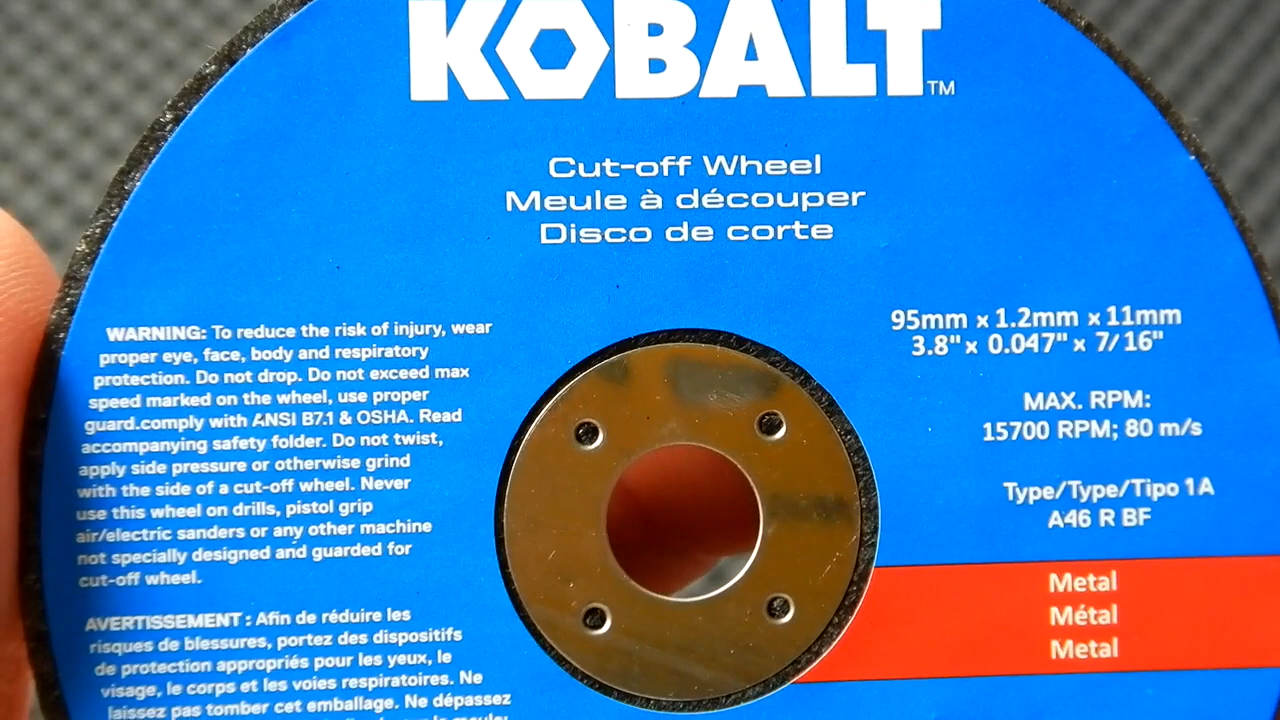 KOBALT™
Cut-off Wheel
Meule à découper
Disco de corte
WARNING: To reduce the risk of injury, wear
proper eye, face, body and respiratory
protection. Do not drop. Do not exceed max
speed marked on the wheel, use proper
guard.comply with ANSI B7.1 & OSHA. Read
accompanying safety folder. Do not twist,
apply side pressure or otherwise grind
with the side of a cut-off wheel. Never
use this wheel on drills, pistol grip
air/electric sanders or any other machine
not specially designed and guarded for
cut-off wheel.
AVERTISSEMENT : Afin de réduire les
risques de blessures, portez des dispositifs
de protection appropriés pour les yeux, le
visage, le corps et les voies respiratoires. Ne
laissez pas tomber cet emballage. Ne dépassez
95mm x 1.2mm x 11mm
3.8" x 0.047" x 7/16"
MAX. RPM:
15700 RPM; 80 m/s
Type/Type/Tipo 1A
A46 R BF
Metal
Métal
Metal